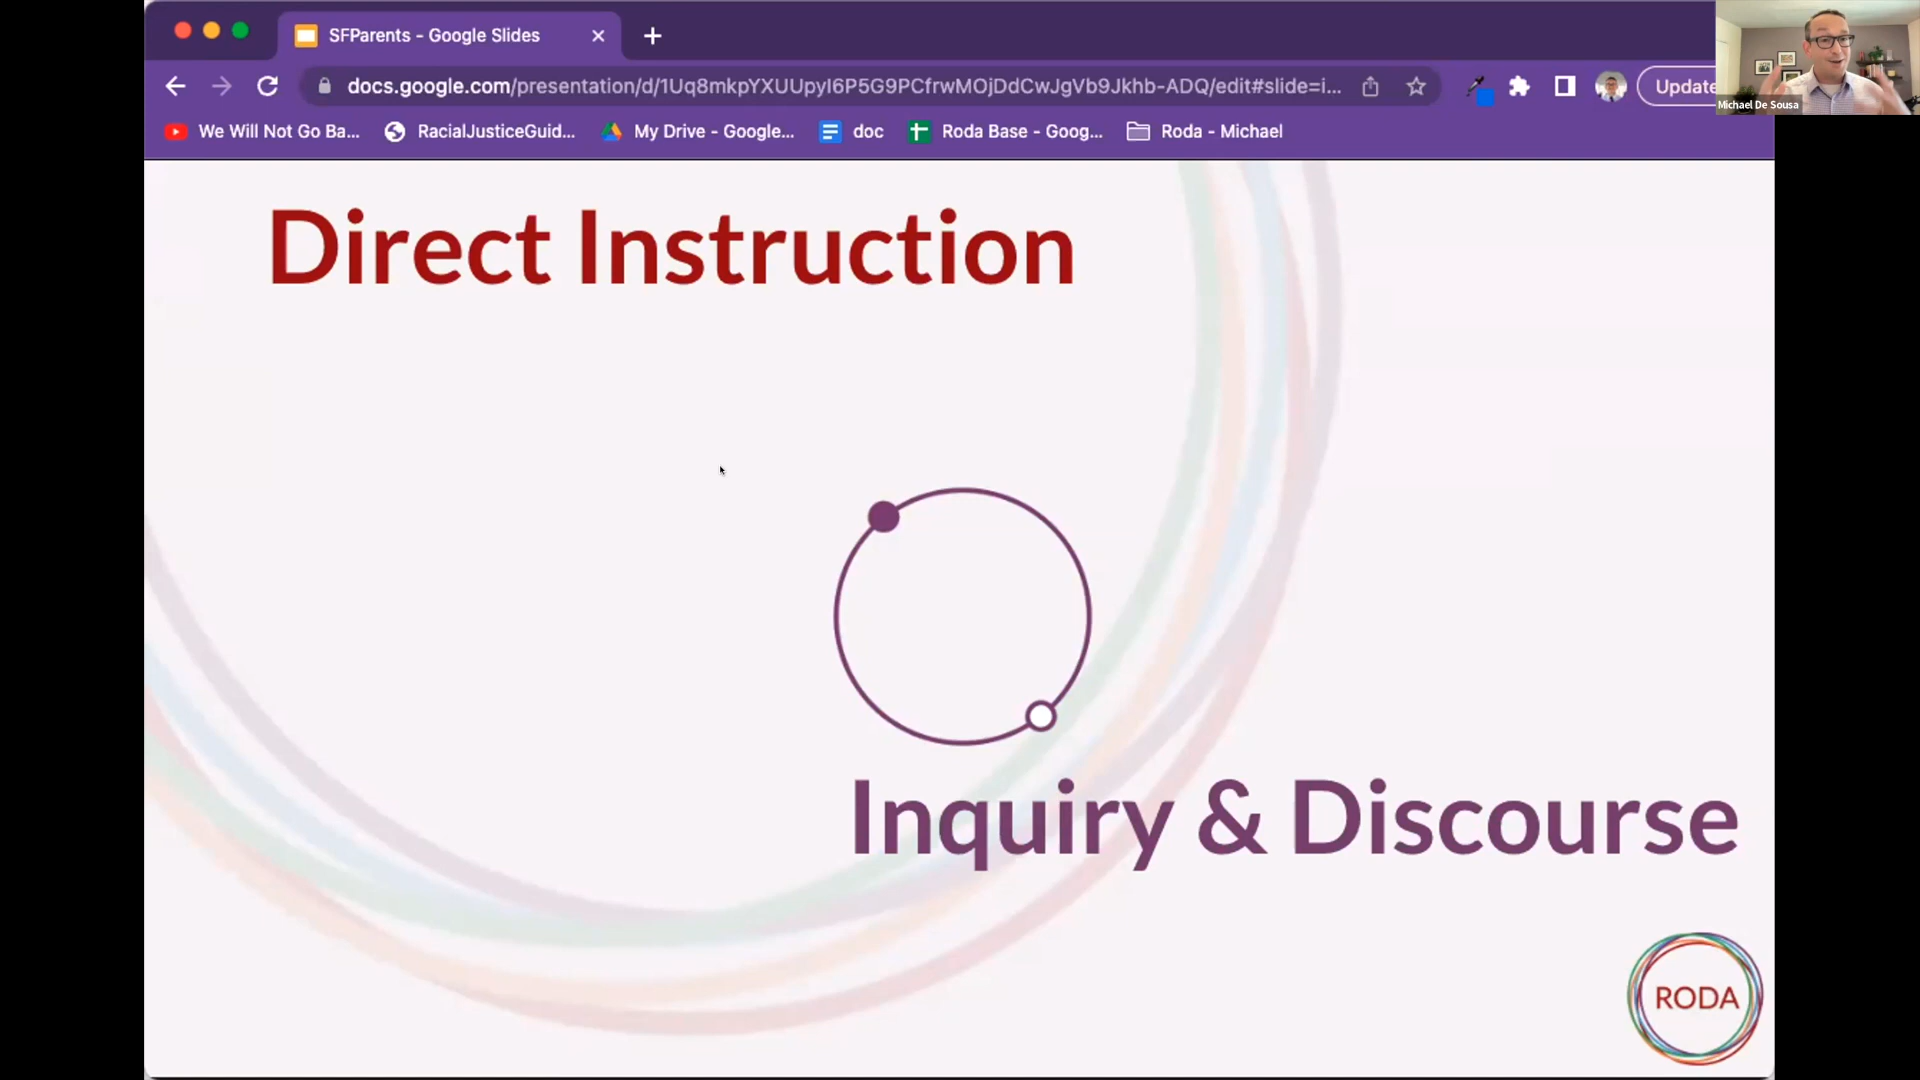 SFParents - Google Slides
docs.google.com/presentation/d/1Uq8mkpYXUUpyI6P5G9PCfrwMOjDdCwJgVb9Jkhb-ADQ/edit#slide=i...
Update
Michael De Sousa
We Will Not Go Ba...
RacialJusticeGuid...
My Drive - Google...
doc
Roda Base - Goog...
Roda - Michael
Direct Instruction
Inquiry & Discourse
RODA